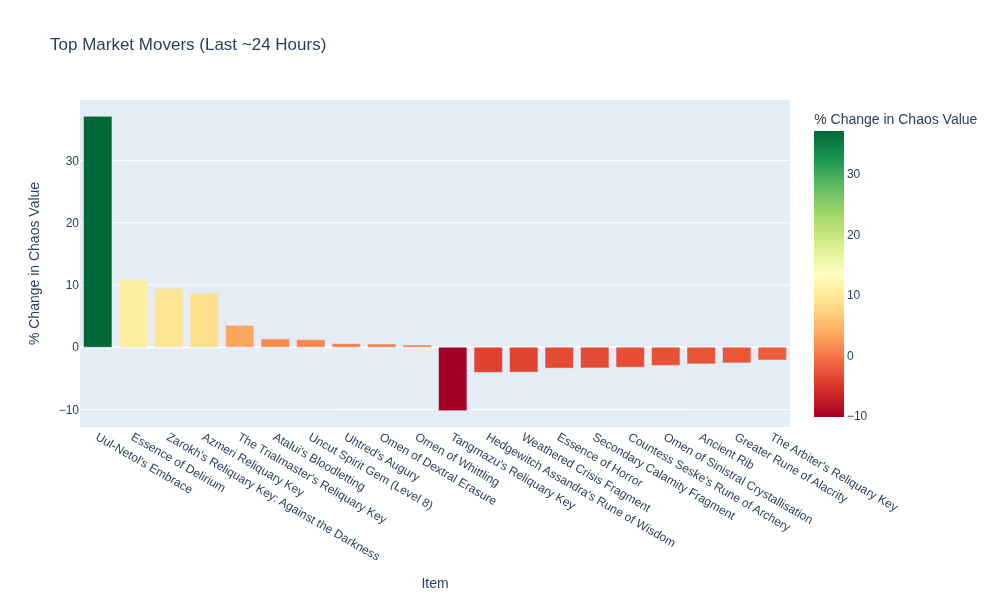 Top Market Movers (Last ~24 Hours)
% Change in Chaos Value
30
20
10
0
−10
% Change in Chaos Value
30
20
10
0
−10
Uul-Netol's Embrace
Essence of Delirium
Zarokh's Reliquary Key: Against the Darkness
Azmeri Reliquary Key
The Trialmaster's Reliquary Key
Atalui's Bloodletting
Uncut Spirit Gem (Level 8)
Uhtred's Augury
Omen of Dextral Erasure
Omen of Whittling
Tangmazu's Reliquary Key
Hedgewitch Assandra's Rune of Wisdom
Weathered Crisis Fragment
Essence of Horror
Secondary Calamity Fragment
Countess Seske's Rune of Archery
Omen of Sinistral Crystallisation
Ancient Rib
Greater Rune of Alacrity
The Arbiter's Reliquary Key
Item